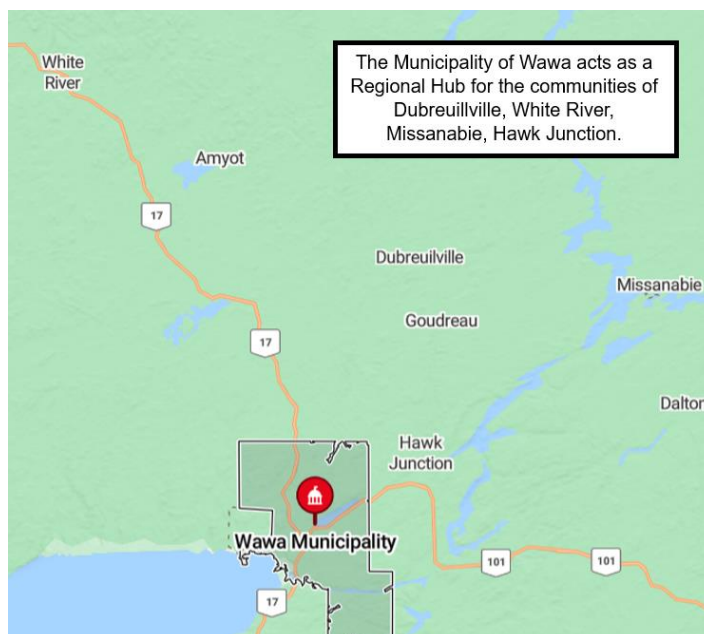 The Municipality of Wawa acts as a
Regional Hub for the communities of
Dubreuillville, White River,
Missanabie, Hawk Junction.
White
River
Amyot
17
Dubreuilville
Missanabie
Goudreau
17
Dalton
Hawk
Junction
Wawa Municipality
101
101
17